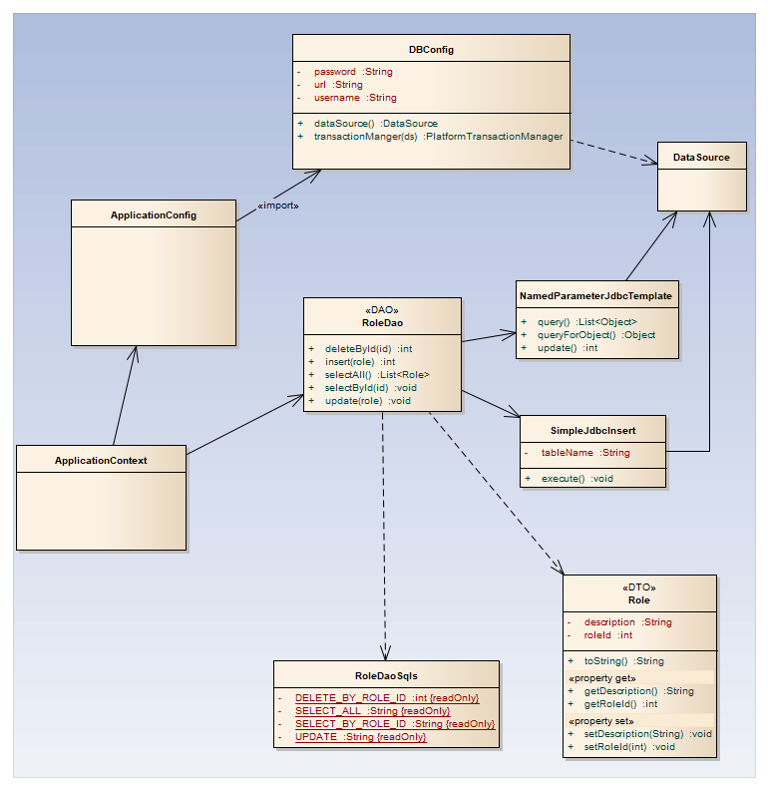 DBConfig
- password :String
- url :String
- username :String
+ dataSource() :DataSource
+ transactionManger(ds) :PlatformTransactionManager
DataSource
ApplicationConfig
«import»
NamedParameterJdbcTemplate
+ query() :List<Object>
+ queryForObject() :Object
+ update() :int
«DAO»
RoleDao
+ deleteById(id) :int
+ insert(role) :int
+ selectAll() :List<Role>
+ selectById(id) :void
+ update(role) :void
SimpleJdbcInsert
- tableName :String
+ execute() :void
ApplicationContext
«DTO»
Role
- description :String
- roleId :int
+ toString() :String
«property get»
+ getDescription() :String
+ getRoleId() :int
«property set»
+ setDescription(String) :void
+ setRoleId(int) :void
RoleDaoSqls
- DELETE_BY_ROLE_ID :int {readOnly}
- SELECT_ALL :String {readOnly}
- SELECT_BY_ROLE_ID :String {readOnly}
- UPDATE :String {readOnly}